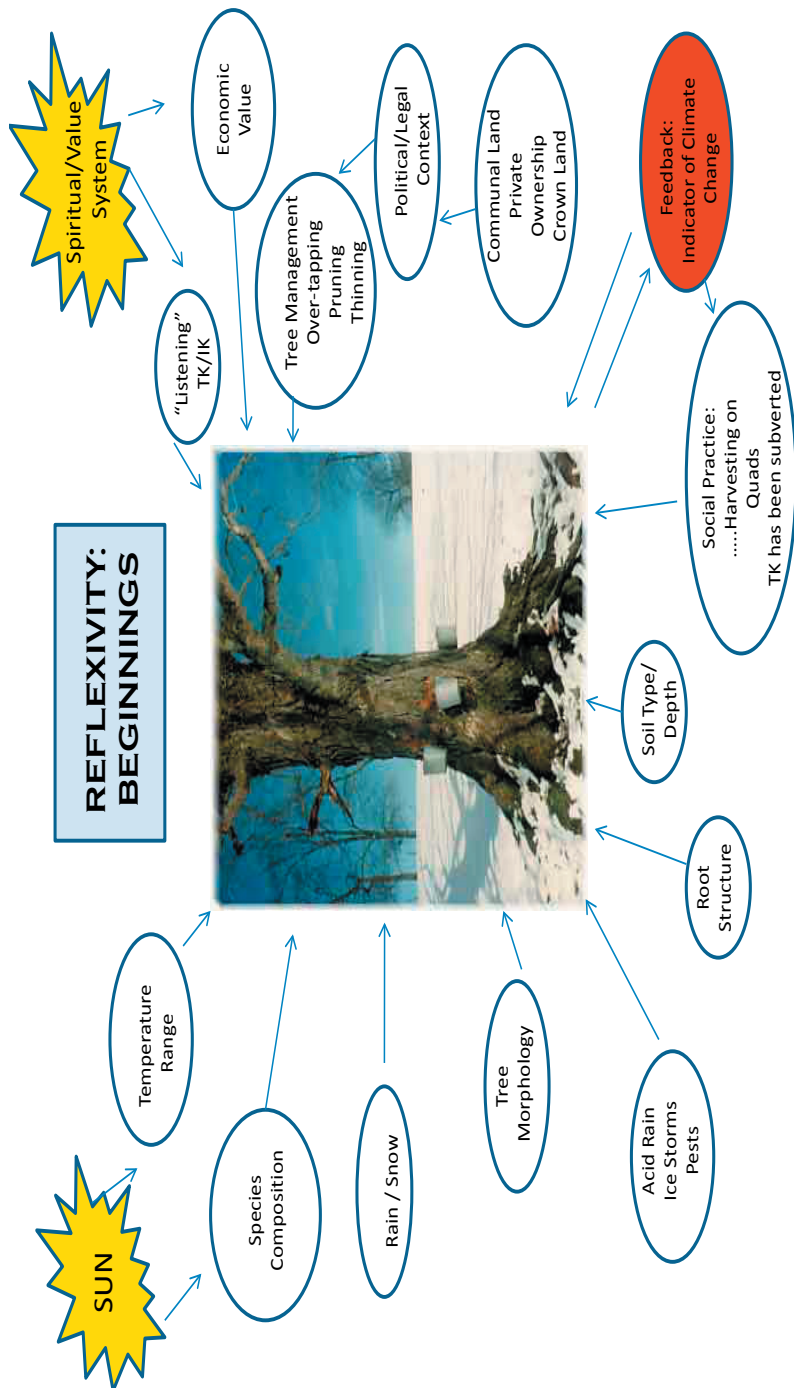 REFLEXIVITY:
BEGINNINGS
SUN
Spiritual/Value
System
Temperature
Range
"Listening"
TK/IK
Economic
Value
Species
Composition
Tree Management
Over-tapping
Pruning
Thinning
Political/Legal
Context
Rain / Snow
Communal Land
Private
Ownership
Crown Land
Tree
Morphology
Acid Rain
Ice Storms
Pests
Root
Structure
Soil Type/
Depth
Social Practice:
.....Harvesting on
Quads
TK has been subverted
Feedback:
Indicator of Climate
Change